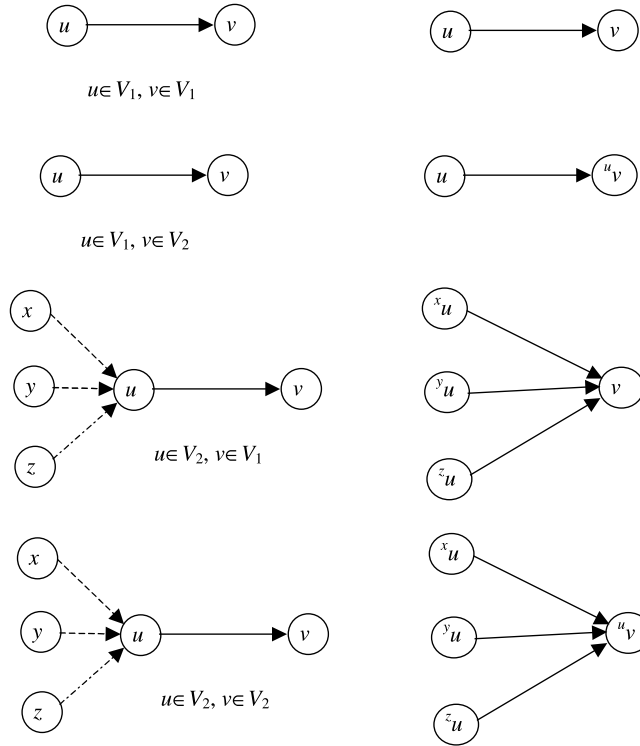 u v u v
u∈V₁, v∈V₁
u v u ᵘv
u∈V₁, v∈V₂
x ˣu
y u v ʸu v
u∈V₂, v∈V₁
z ᶻu
x ˣu
y u v ʸu ᵘv
u∈V₂, v∈V₂
z ᶻu